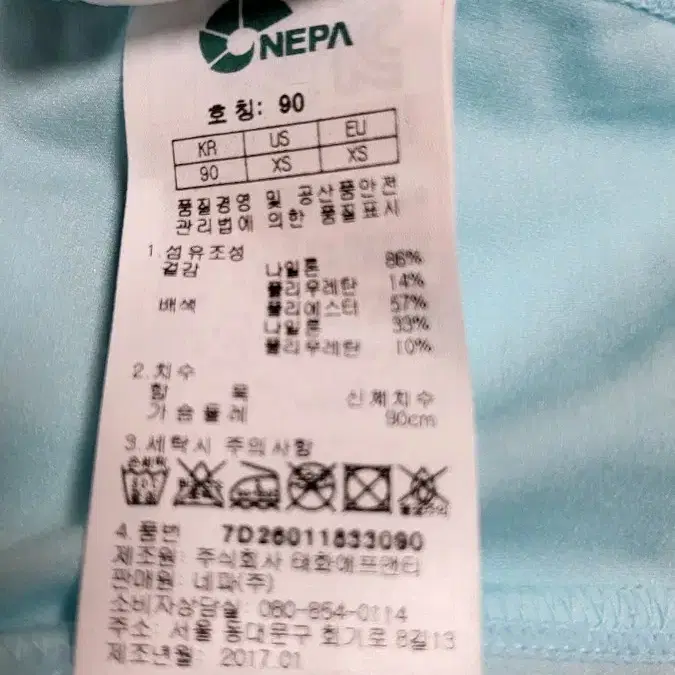 NEPA
호 칭: 90
KR US EU
90 XS XS
품질경영 및 공산품안전
관리법에 의한 품질표시
1.섬유조성
겉감 나일론 86%
폴리우레탄 14%
배색 폴리에스터 57%
나일론 33%
폴리우레탄 10%
2.치수
항 목 신체치수
가슴둘레 90cm
3.세탁시 주의사항
손세탁
4.품번 7D26011833090
제조원: 주식회사 태화에프앤티
판매원: 네파(주)
소비자상담실: 080-854-0114
주소: 서울 동대문구 회기로 8길13
제조년월: 2017.01